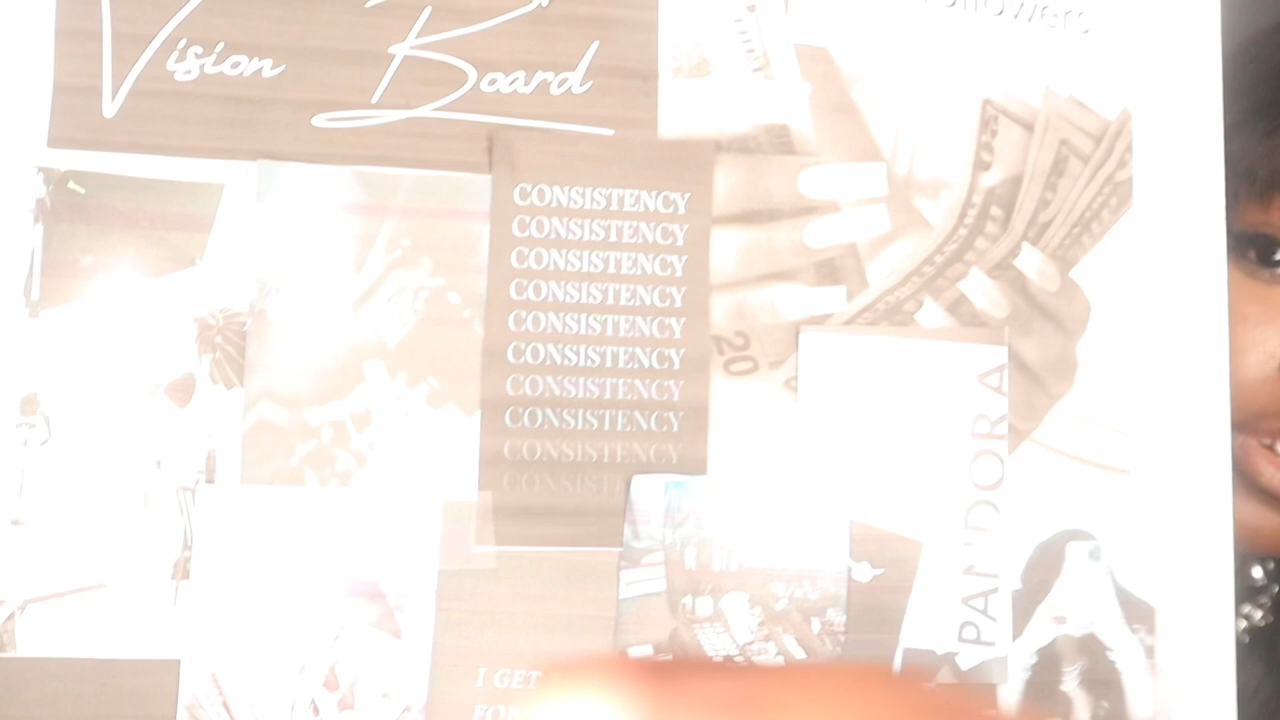 Vision Board
CONSISTENCY
CONSISTENCY
CONSISTENCY
CONSISTENCY
CONSISTENCY
CONSISTENCY
CONSISTENCY
CONSISTENCY
CONSISTENCY
20
PANDORA
I GET